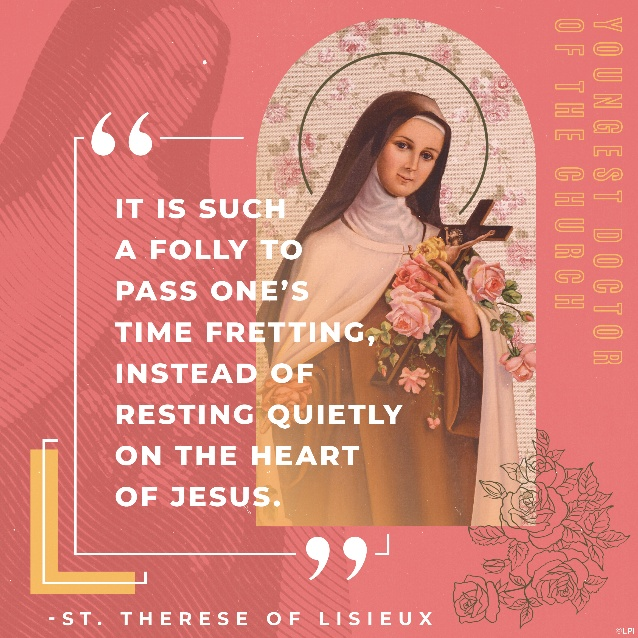 “
IT IS SUCH
A FOLLY TO
PASS ONE’S
TIME FRETTING,
INSTEAD OF
RESTING QUIETLY
ON THE HEART
OF JESUS.
”
-ST. THERESE OF LISIEUX
YOUNGEST DOCTOR
OF THE CHURCH
©LPI